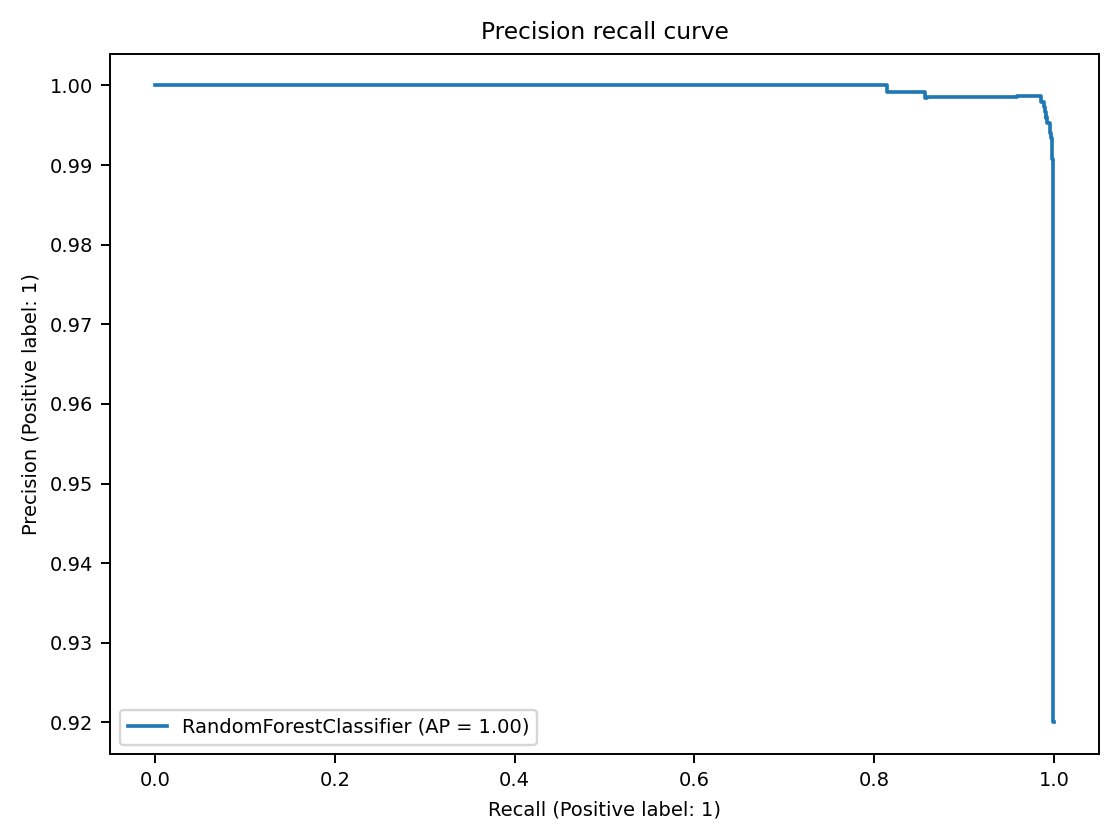 Precision recall curve
1.00
0.99
0.98
0.97
0.96
0.95
0.94
0.93
0.92
Precision (Positive label: 1)
RandomForestClassifier (AP = 1.00)
0.0 0.2 0.4 0.6 0.8 1.0
Recall (Positive label: 1)